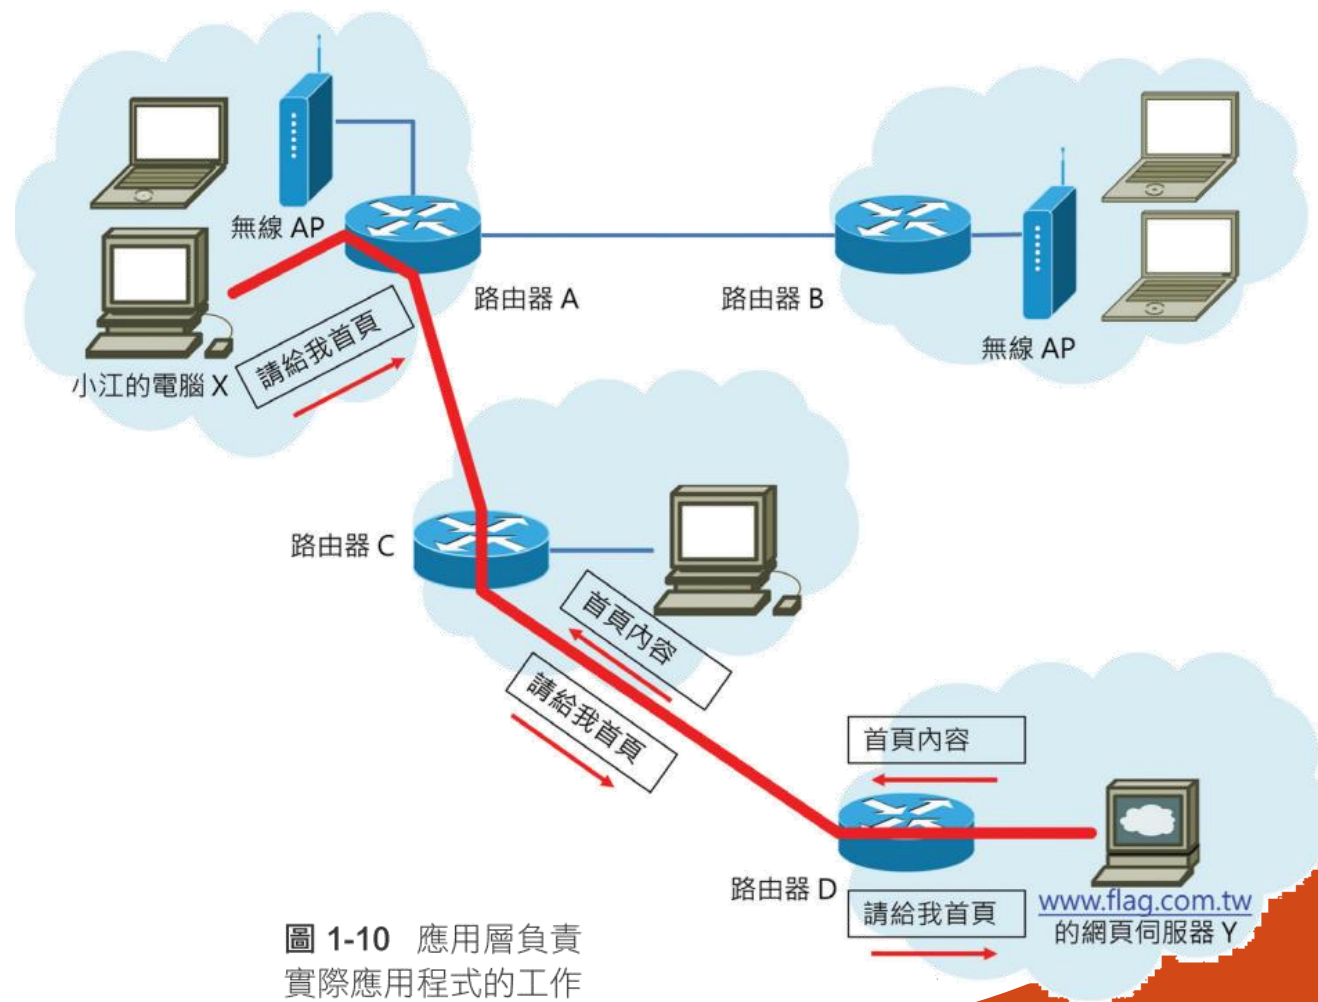 無線 AP
路由器 A
路由器 B
無線 AP
小江的電腦 X
請給我首頁
路由器 C
首頁內容
請給我首頁
首頁內容
路由器 D
請給我首頁
www.flag.com.tw
的網頁伺服器 Y
圖 1-10 應用層負責
實際應用程式的工作